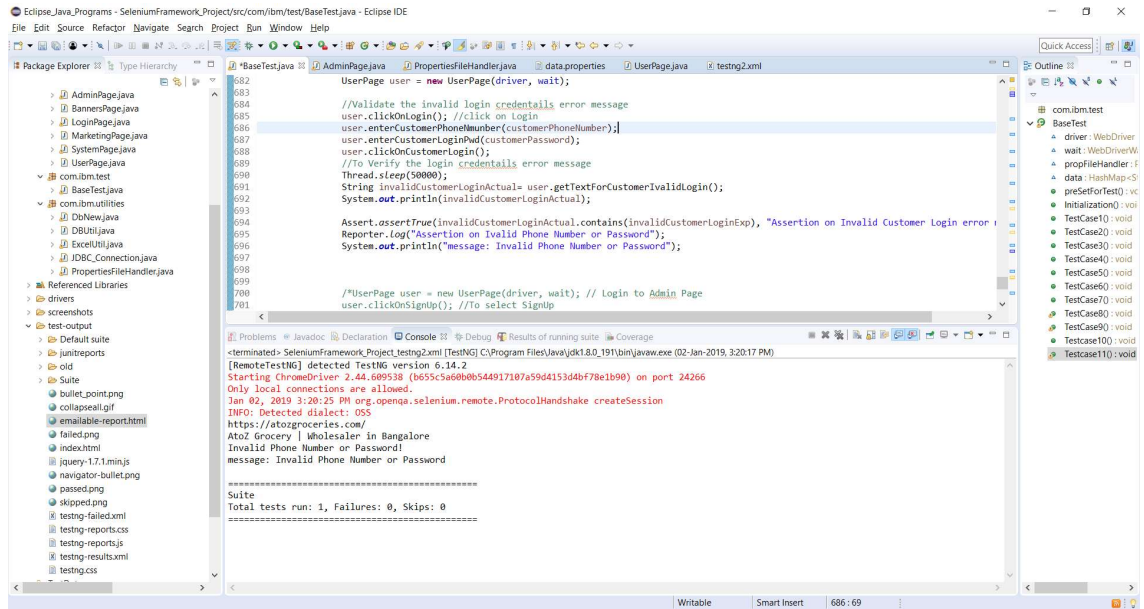 Eclipse_Java_Programs - SeleniumFramework_Project/src/com/ibm/test/BaseTest.java - Eclipse IDE
File Edit Source Refactor Navigate Search Project Run Window Help
Quick Access
Package Explorer Type Hierarchy
AdminPage.java
BannersPage.java
LoginPage.java
MarketingPage.java
SystemPage.java
UserPage.java
com.ibm.test
BaseTest.java
com.ibm.utilities
DbNew.java
DBUtil.java
ExcelUtil.java
JDBC_Connection.java
PropertiesFileHandler.java
Referenced Libraries
drivers
screenshots
test-output
Default suite
junitreports
old
Suite
bullet_point.png
collapseall.gif
emailable-report.html
failed.png
index.html
jquery-1.7.1.min.js
navigator-bullet.png
passed.png
skipped.png
testng-failed.xml
testng-reports.css
testng-reports.js
testng-results.xml
testng.css
*BaseTest.java AdminPage.java PropertiesFileHandler.java data.properties UserPage.java testng2.xml
682 UserPage user = new UserPage(driver, wait);
683
684 //Validate the invalid login credentails error message
685 user.clickOnLogin(); //click on Login
686 user.enterCustomerPhoneNmunber(customerPhoneNumber);
687 user.enterCustomerLoginPwd(customerPassword);
688 user.clickOnCustomerLogin();
689 //To Verify the login credentails error message
690 Thread.sleep(50000);
691 String invalidCustomerLoginActual= user.getTextForCustomerIvalidLogin();
692 System.out.println(invalidCustomerLoginActual);
693
694 Assert.assertTrue(invalidCustomerLoginActual.contains(invalidCustomerLoginExp), "Assertion on Invalid Customer Login error
695 Reporter.log("Assertion on Ivalid Phone Number or Password");
696 System.out.println("message: Invalid Phone Number or Password");
697
698
699
700 /*UserPage user = new UserPage(driver, wait); // Login to Admin Page
701 user.clickOnSignUp(); //To select SignUp
Problems Javadoc Declaration Console Debug Results of running suite Coverage
<terminated> SeleniumFramework_Project_testng2.xml [TestNG] C:\Program Files\Java\jdk1.8.0_191\bin\javaw.exe (02-Jan-2019, 3:20:17 PM)
[RemoteTestNG] detected TestNG version 6.14.2
Starting ChromeDriver 2.44.609538 (b655c5a60b0b544917107a59d4153d4bf78e1b90) on port 24266
Only local connections are allowed.
Jan 02, 2019 3:20:25 PM org.openqa.selenium.remote.ProtocolHandshake createSession
INFO: Detected dialect: OSS
https://atozgroceries.com/
AtoZ Grocery | Wholesaler in Bangalore
Invalid Phone Number or Password!
message: Invalid Phone Number or Password
===============================================
Suite
Total tests run: 1, Failures: 0, Skips: 0
===============================================
Outline
com.ibm.test
BaseTest
driver : WebDriver
wait : WebDriverW
propFileHandler : 
data : HashMap<S
preSetForTest() : vo
Initialization() : voi
TestCase1() : void
TestCase2() : void
TestCase3() : void
TestCase4() : void
TestCase5() : void
TestCase6() : void
TestCase7() : void
TestCase8() : void
TestCase9() : void
Testcase10() : void
Testcase11() : void
Writable Smart Insert 686 : 69